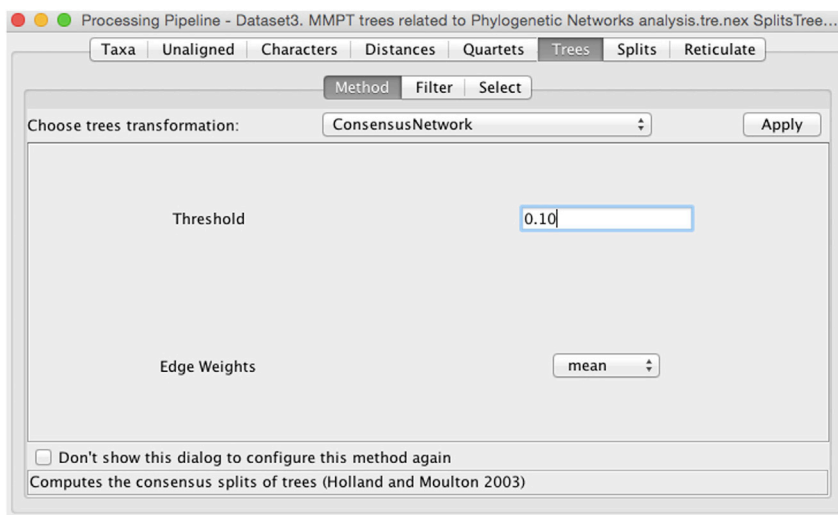 Processing Pipeline - Dataset3. MMPT trees related to Phylogenetic Networks analysis.tre.nex SplitsTree...
Taxa Unaligned Characters Distances Quartets Trees Splits Reticulate
Method Filter Select
Choose trees transformation: ConsensusNetwork Apply
Threshold 0.10
Edge Weights mean
Don't show this dialog to configure this method again
Computes the consensus splits of trees (Holland and Moulton 2003)